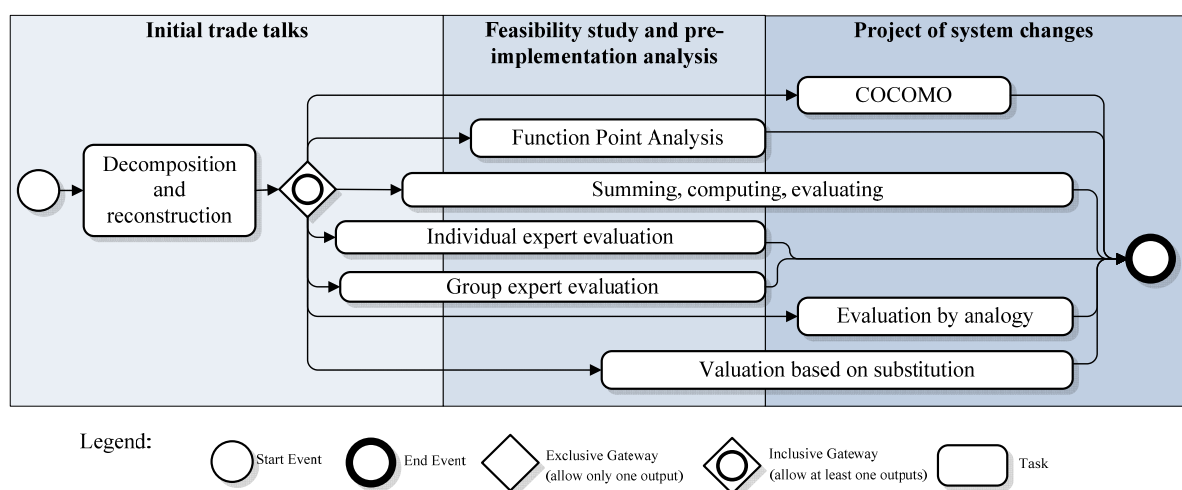 Initial trade talks
Feasibility study and pre-
implementation analysis
Project of system changes
COCOMO
Function Point Analysis
Decomposition
and
reconstruction
Summing, computing, evaluating
Individual expert evaluation
Group expert evaluation
Evaluation by analogy
Valuation based on substitution
Legend:
Start Event
End Event
Exclusive Gateway
(allow only one output)
Inclusive Gateway
(allow at least one outputs)
Task